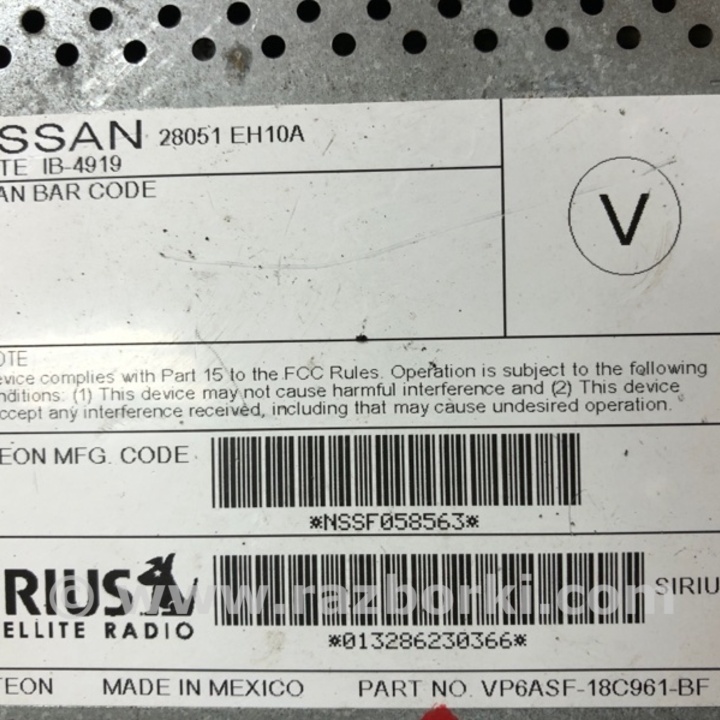 ISSAN 28051 EH10A
TE IB-4919
AN BAR CODE
V
OTE
evice complies with Part 15 to the FCC Rules. Operation is subject to the following
nditions: (1) This device may not cause harmful interference and (2) This device
ccept any interference received, including that may cause undesired operation.
EON MFG. CODE
*NSSF058563*
RIUS
ELLITE RADIO
SIRIU
*013286230366*
TEON MADE IN MEXICO PART NO. VP6ASF-18C961-BF
© www.razborki.com